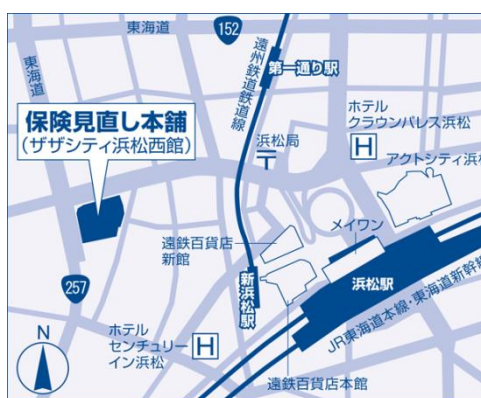 東海道
152
遠州鉄道鉄道線
第一通り駅
東海道
保険見直し本舗
(ザザシティ浜松西館)
浜松局
ホテル
クラウンパレス浜松
H
アクトシティ浜松
メイワン
遠鉄百貨店
新館
新浜松駅
浜松駅
257
JR東海道本線・東海道新幹線
N
ホテル
センチュリー
イン浜松
H
遠鉄百貨店本館